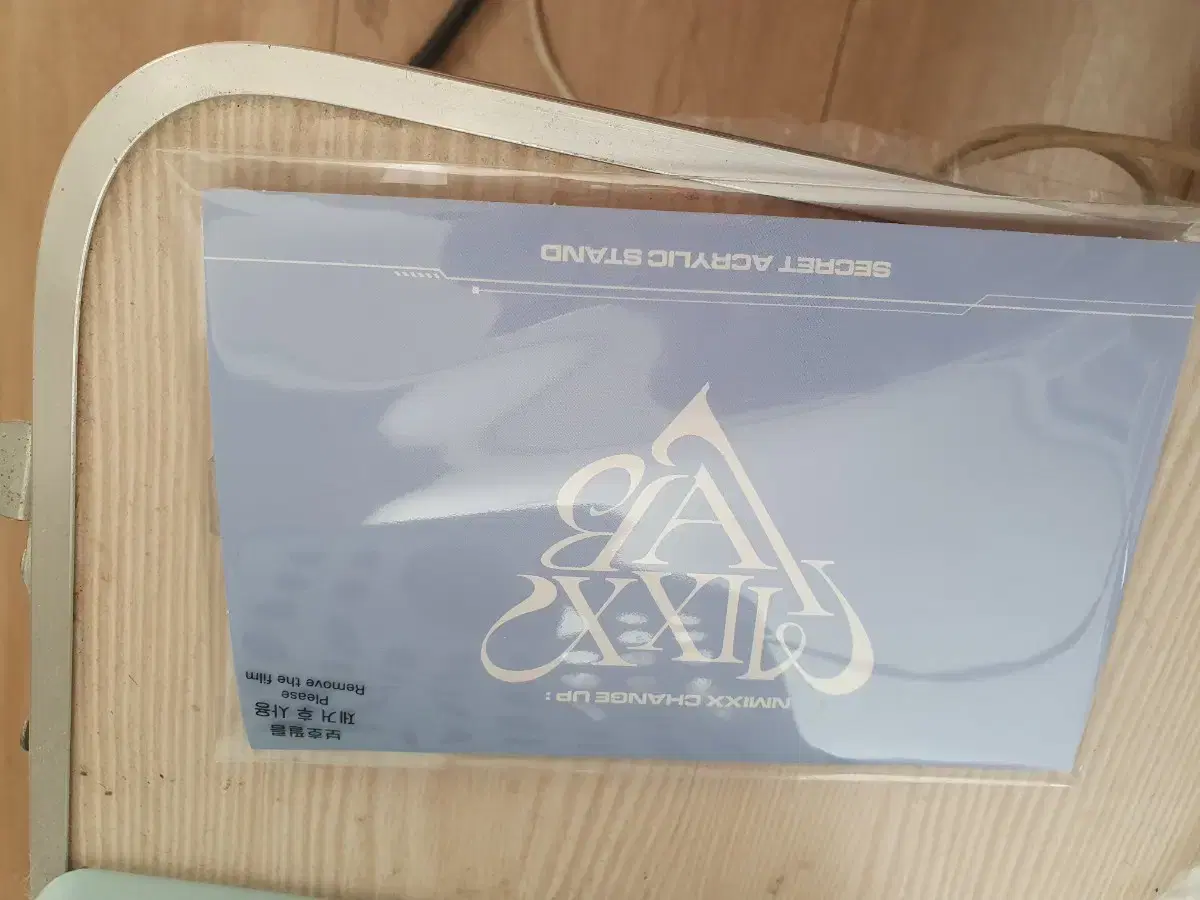 보호필름
제거 후 사용
Please
Remove the film
NMIXX CHANGE UP :
MIXX
LAB
SECRET ACRYLIC STAND